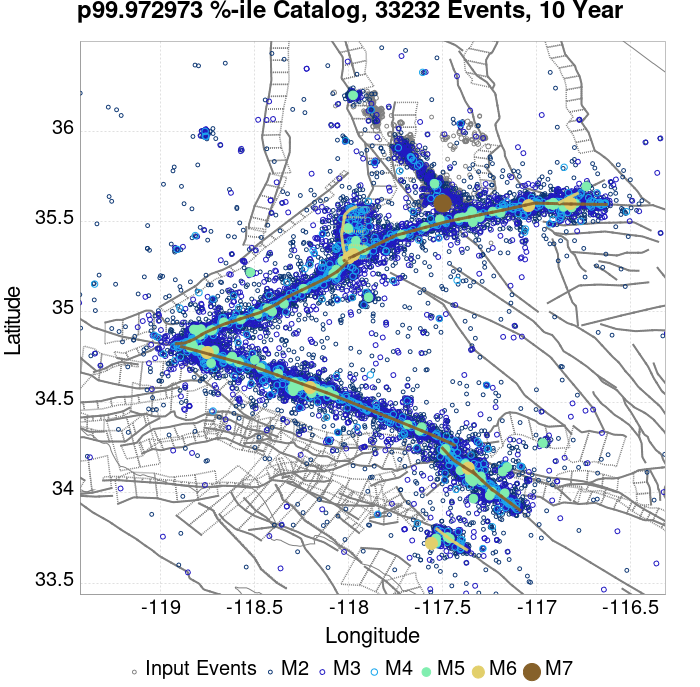 p99.972973 %-ile Catalog, 33232 Events, 10 Year
36
35.5
35
34.5
34
33.5
Latitude
-119
-118.5
-118
-117.5
-117
-116.5
Longitude
Input Events
M2
M3
M4
M5
M6
M7